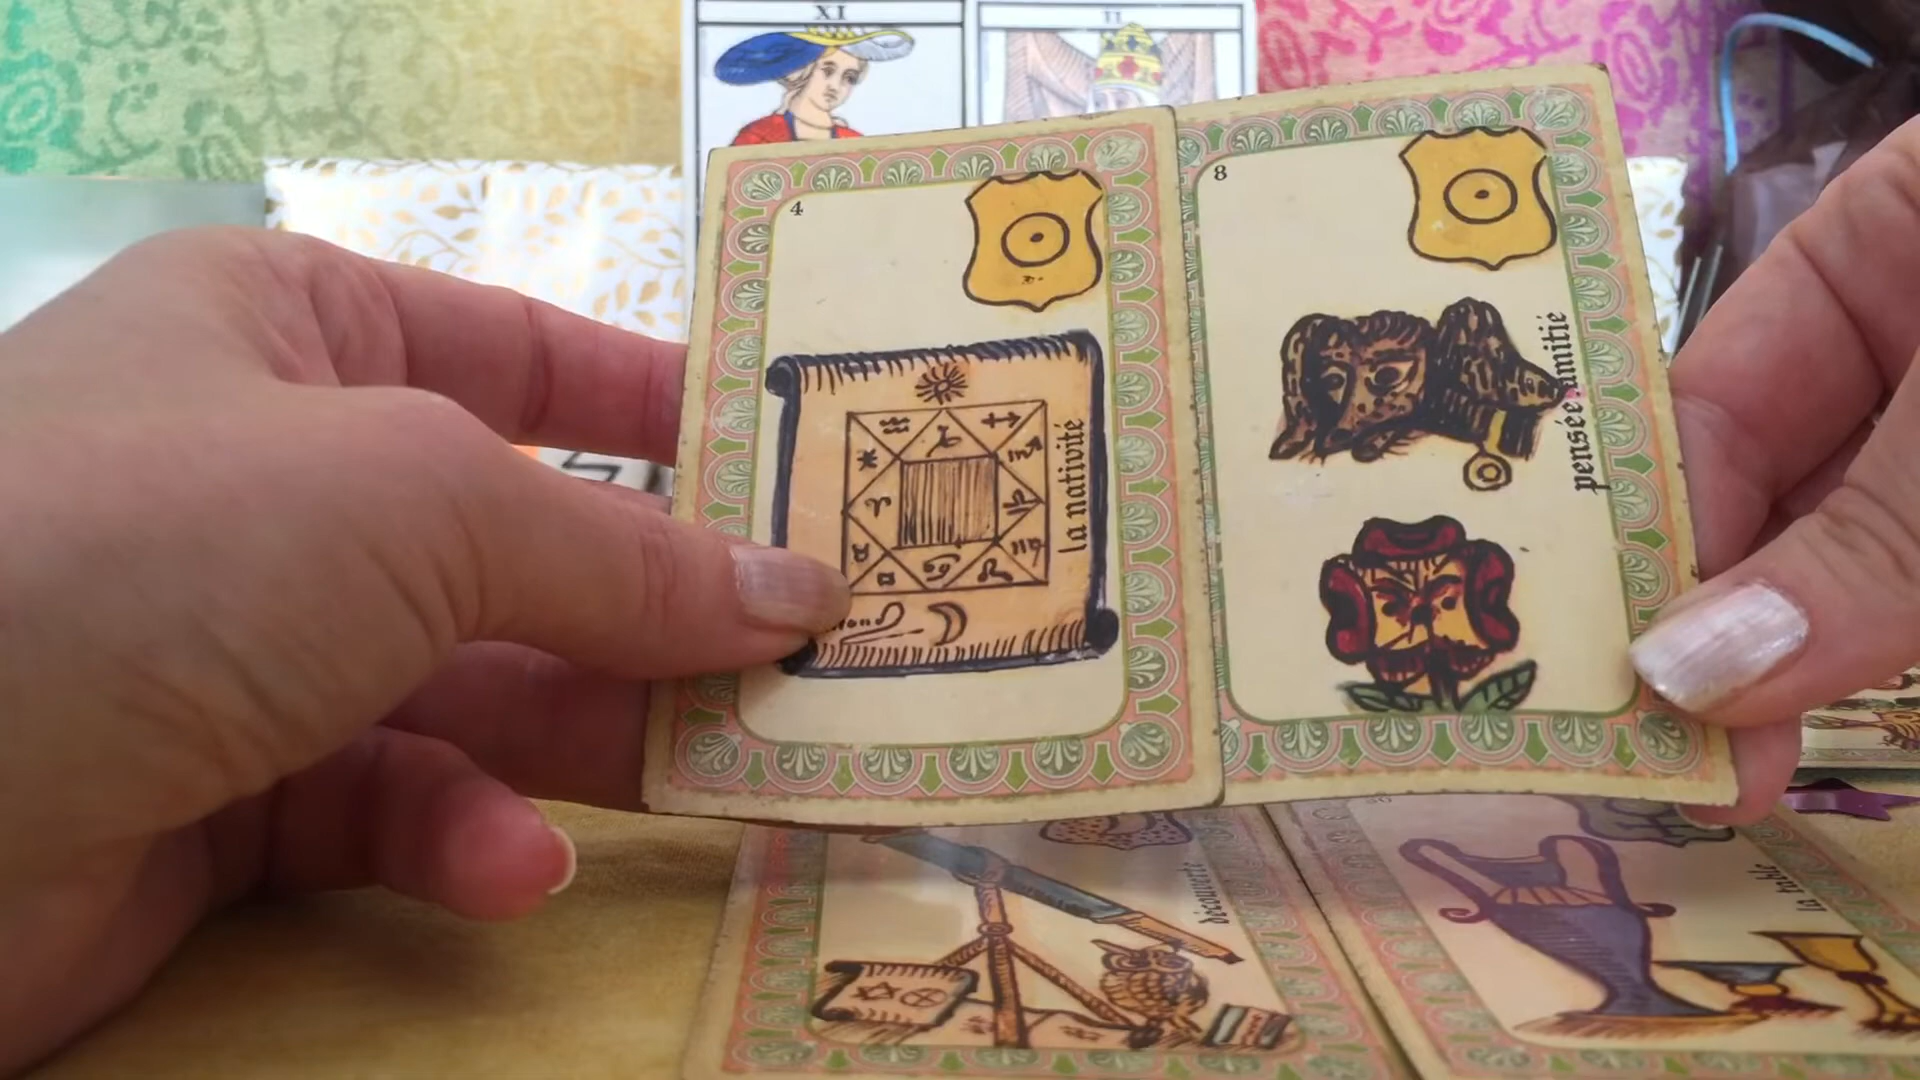 XI
II
4
la nativité
8
pensée.amitié
découverte
la table